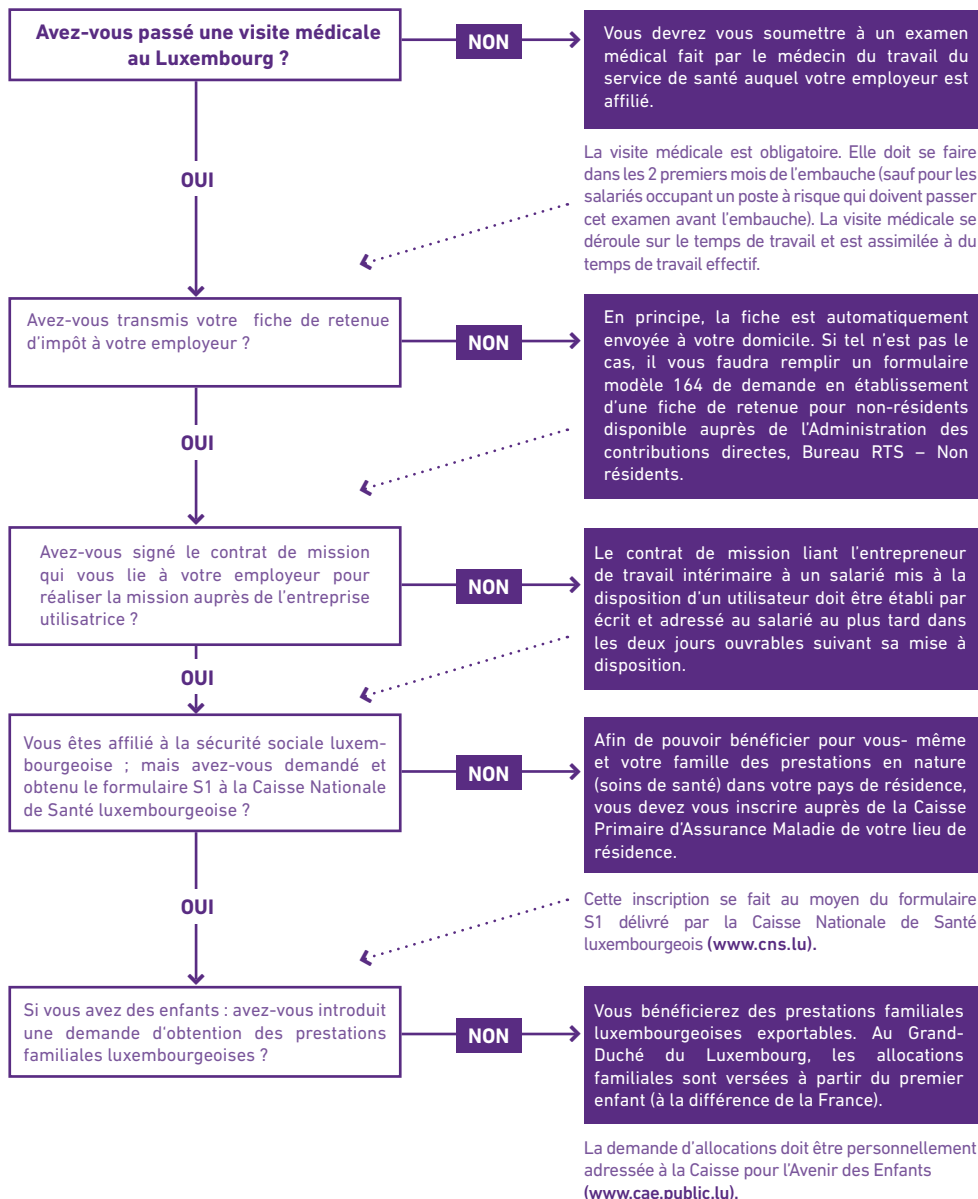 Avez-vous passé une visite médicale
au Luxembourg ?
NON
Vous devrez vous soumettre à un examen
médical fait par le médecin du travail du
service de santé auquel votre employeur est
affilié.
La visite médicale est obligatoire. Elle doit se faire
dans les 2 premiers mois de l'embauche (sauf pour les
salariés occupant un poste à risque qui doivent passer
cet examen avant l'embauche). La visite médicale se
déroule sur le temps de travail et est assimilée à du
temps de travail effectif.
OUI
Avez-vous transmis votre fiche de retenue
d'impôt à votre employeur ?
NON
En principe, la fiche est automatiquement
envoyée à votre domicile. Si tel n'est pas le
cas, il vous faudra remplir un formulaire
modèle 164 de demande en établissement
d'une fiche de retenue pour non-résidents
disponible auprès de l'Administration des
contributions directes, Bureau RTS – Non
résidents.
OUI
Avez-vous signé le contrat de mission
qui vous lie à votre employeur pour
réaliser la mission auprès de l'entreprise
utilisatrice ?
NON
Le contrat de mission liant l'entrepreneur
de travail intérimaire à un salarié mis à la
disposition d'un utilisateur doit être établi par
écrit et adressé au salarié au plus tard dans
les deux jours ouvrables suivant sa mise à
disposition.
OUI
Vous êtes affilié à la sécurité sociale luxem-
bourgeoise ; mais avez-vous demandé et
obtenu le formulaire S1 à la Caisse Nationale
de Santé luxembourgeoise ?
NON
Afin de pouvoir bénéficier pour vous- même
et votre famille des prestations en nature
(soins de santé) dans votre pays de résidence,
vous devez vous inscrire auprès de la Caisse
Primaire d'Assurance Maladie de votre lieu de
résidence.
Cette inscription se fait au moyen du formulaire
S1 délivré par la Caisse Nationale de Santé
luxembourgeois (www.cns.lu).
OUI
Si vous avez des enfants : avez-vous introduit
une demande d'obtention des prestations
familiales luxembourgeoises ?
NON
Vous bénéficierez des prestations familiales
luxembourgeoises exportables. Au Grand-
Duché du Luxembourg, les allocations
familiales sont versées à partir du premier
enfant (à la différence de la France).
La demande d'allocations doit être personnellement
adressée à la Caisse pour l'Avenir des Enfants
(www.cae.public.lu).